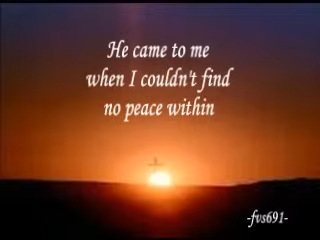 He came to me
when I couldn't find
no peace within
-fvs691-